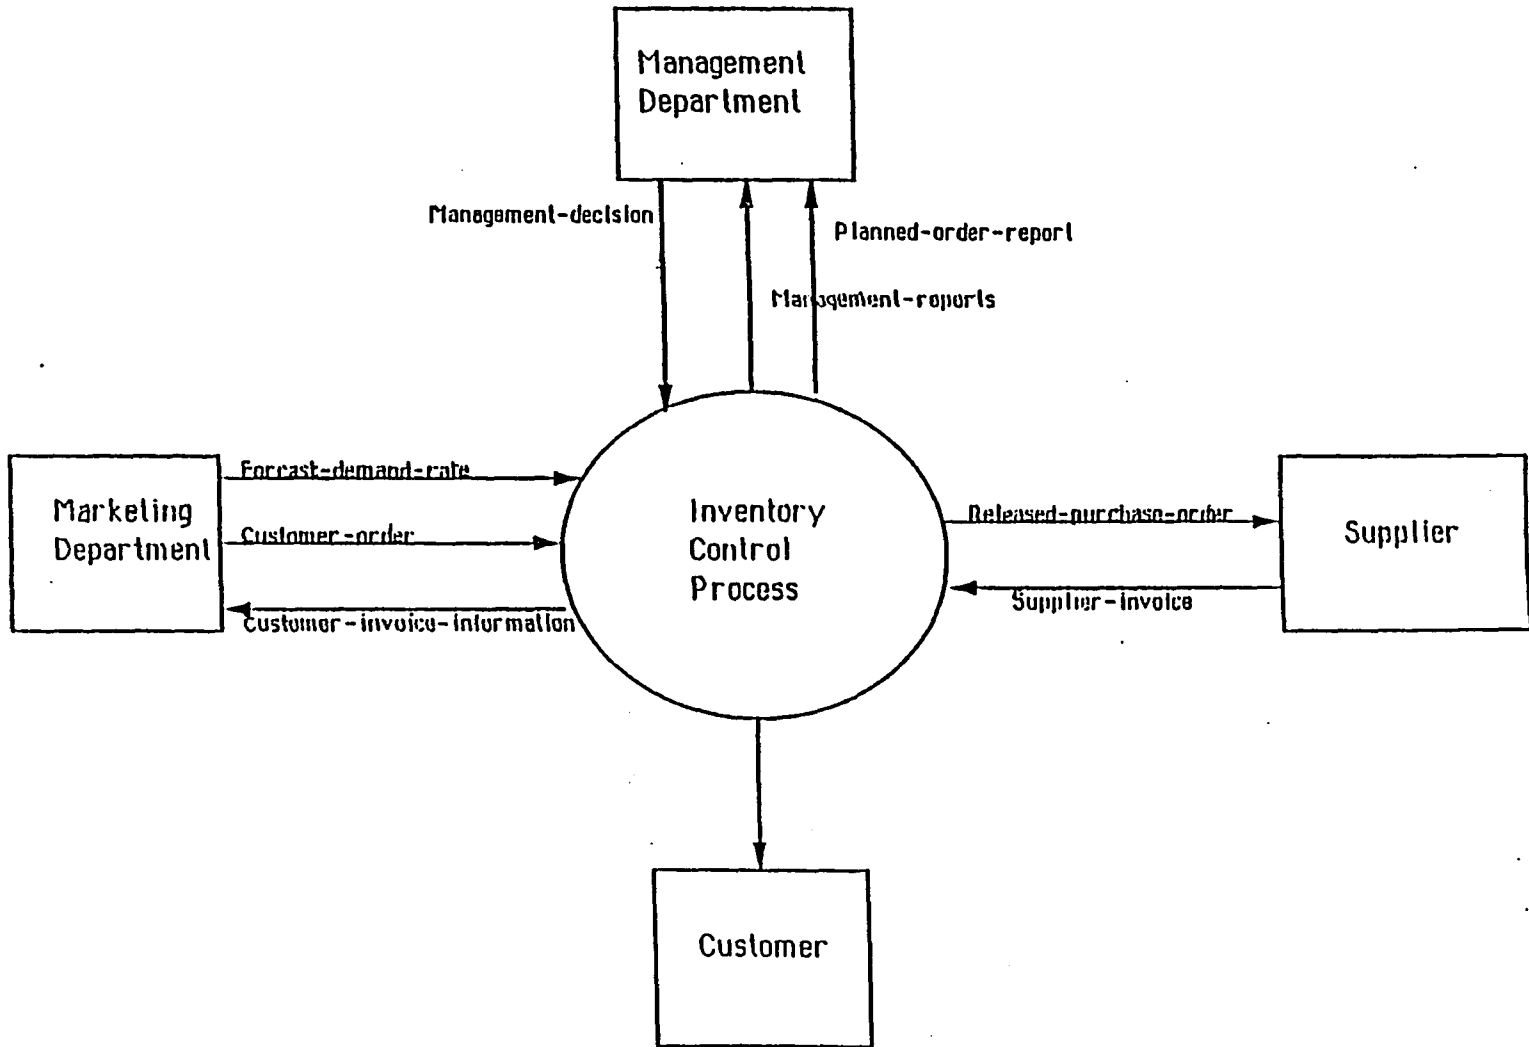 Management
Department
Management-decision
Planned-order-report
Management-reports
Forcast-demand-rate
Marketing
Department
Customer-order
Customer-invoice-information
Inventory
Control
Process
Released-purchase-order
Supplier
Supplier-invoice
Customer